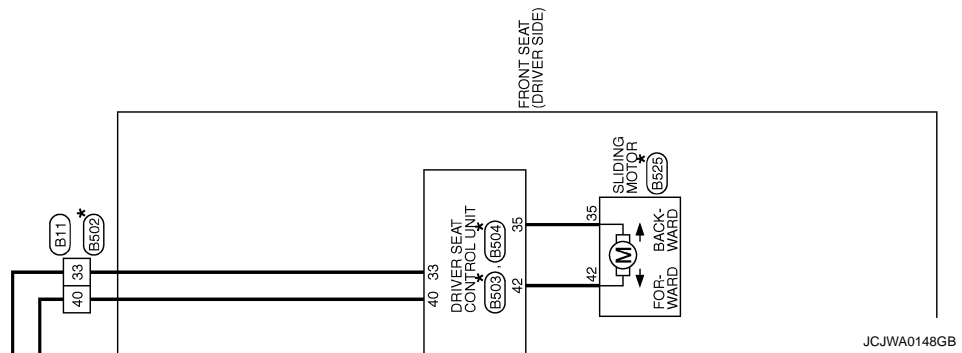 FRONT SEAT
(DRIVER SIDE)
SLIDING
MOTOR
*
B525
B11
*
B502
33
40
33
40
DRIVER SEAT
CONTROL UNIT
* *
B503 , B504
35
42
35
42
M
BACK-
WARD
FOR-
WARD
JCJWA0148GB